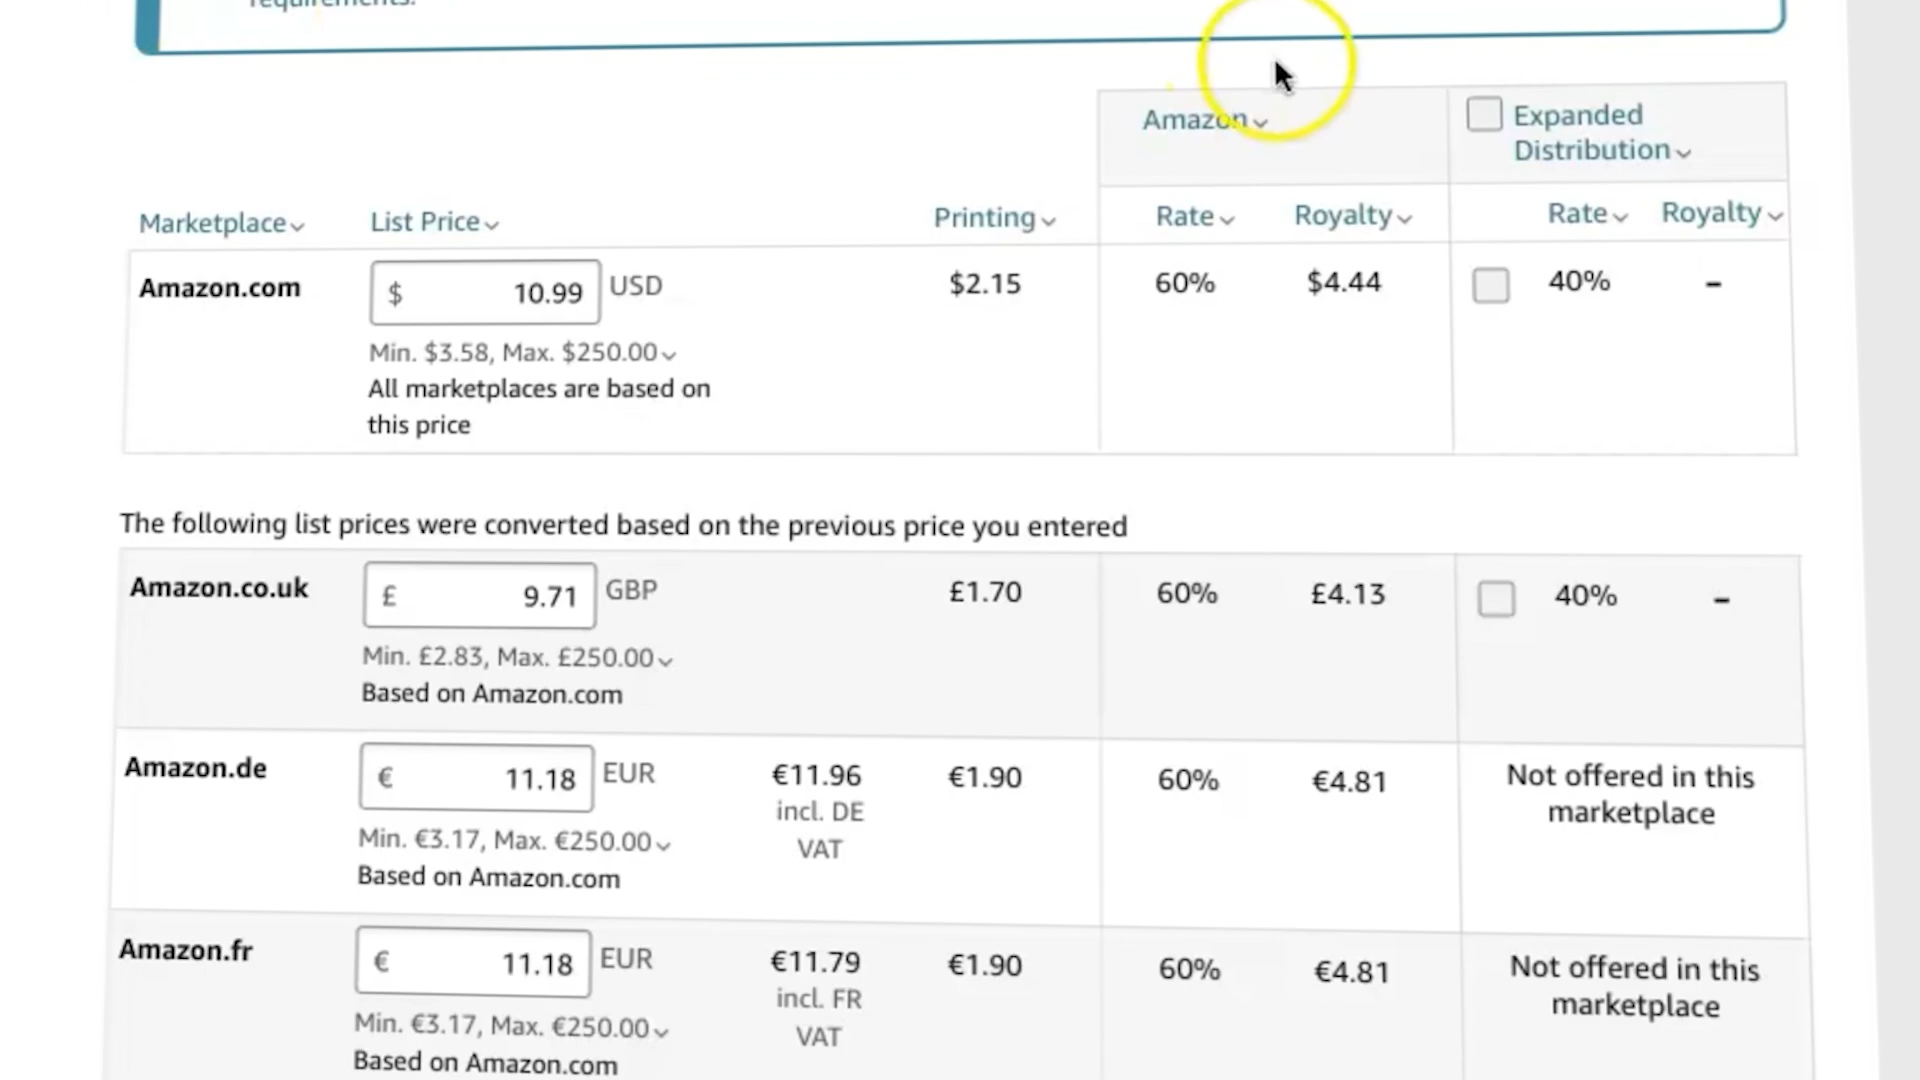 requirements.
Amazon
Expanded
Distribution
Marketplace
List Price
Printing
Rate
Royalty
Rate
Royalty
Amazon.com
$ 10.99 USD
$2.15
60%
$4.44
40%
–
Min. $3.58, Max. $250.00
All marketplaces are based on
this price
The following list prices were converted based on the previous price you entered
Amazon.co.uk
£ 9.71 GBP
£1.70
60%
£4.13
40%
–
Min. £2.83, Max. £250.00
Based on Amazon.com
Amazon.de
€ 11.18 EUR
€11.96
incl. DE
VAT
€1.90
60%
€4.81
Not offered in this
marketplace
Min. €3.17, Max. €250.00
Based on Amazon.com
Amazon.fr
€ 11.18 EUR
€11.79
incl. FR
VAT
€1.90
60%
€4.81
Not offered in this
marketplace
Min. €3.17, Max. €250.00
Based on Amazon.com